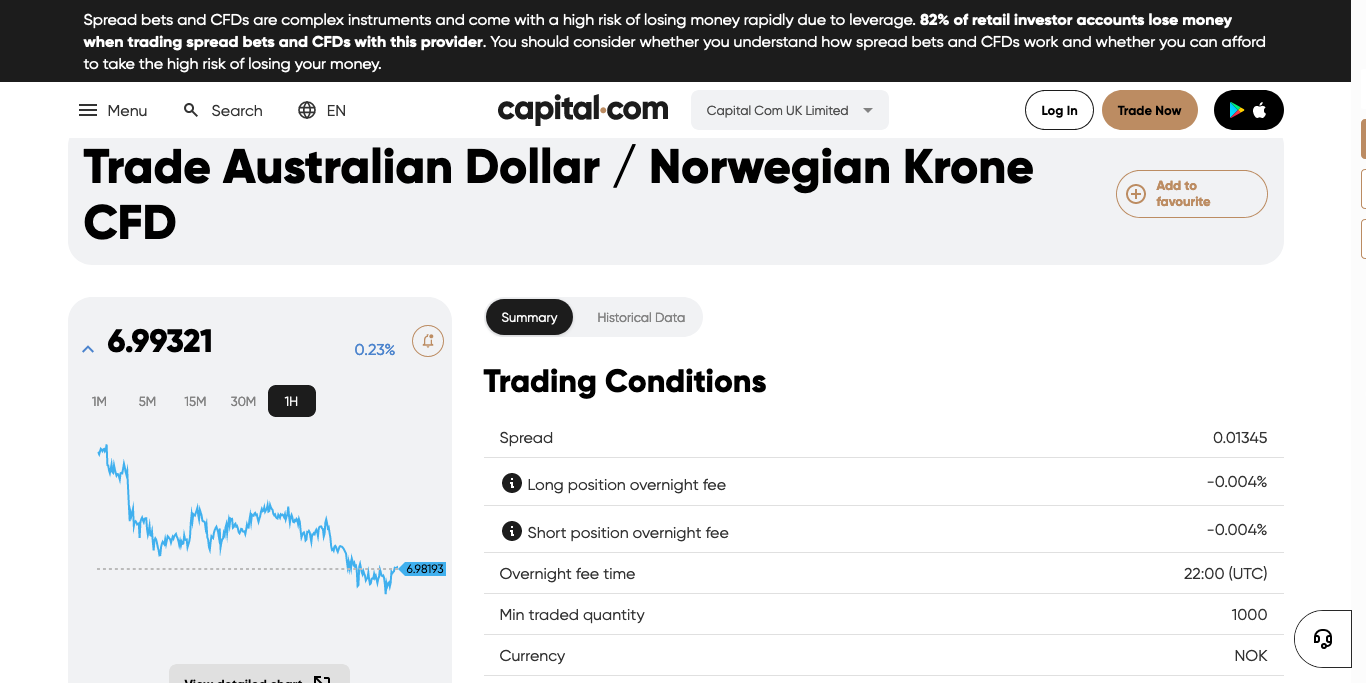 Spread bets and CFDs are complex instruments and come with a high risk of losing money rapidly due to leverage. 82% of retail investor accounts lose money
when trading spread bets and CFDs with this provider. You should consider whether you understand how spread bets and CFDs work and whether you can afford
to take the high risk of losing your money.
Menu Search EN capital.com Capital Com UK Limited Log In Trade Now
Trade Australian Dollar / Norwegian Krone
CFD
Add to
favourite
6.99321 0.23%
1M 5M 15M 30M 1H
6.98193
View detailed chart
Summary Historical Data
Trading Conditions
Spread 0.01345
Long position overnight fee -0.004%
Short position overnight fee -0.004%
Overnight fee time 22:00 (UTC)
Min traded quantity 1000
Currency NOK